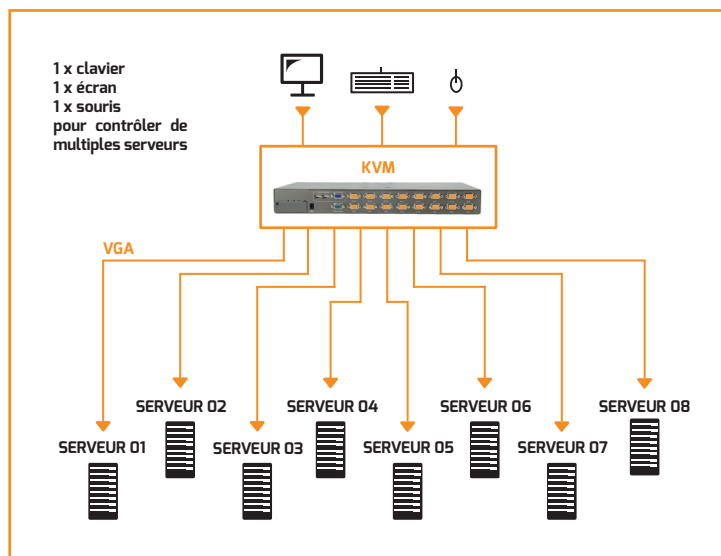 1 x clavier
1 x écran
1 x souris
pour contrôler de
multiples serveurs
KVM
VGA
SERVEUR 01
SERVEUR 02
SERVEUR 03
SERVEUR 04
SERVEUR 05
SERVEUR 06
SERVEUR 07
SERVEUR 08